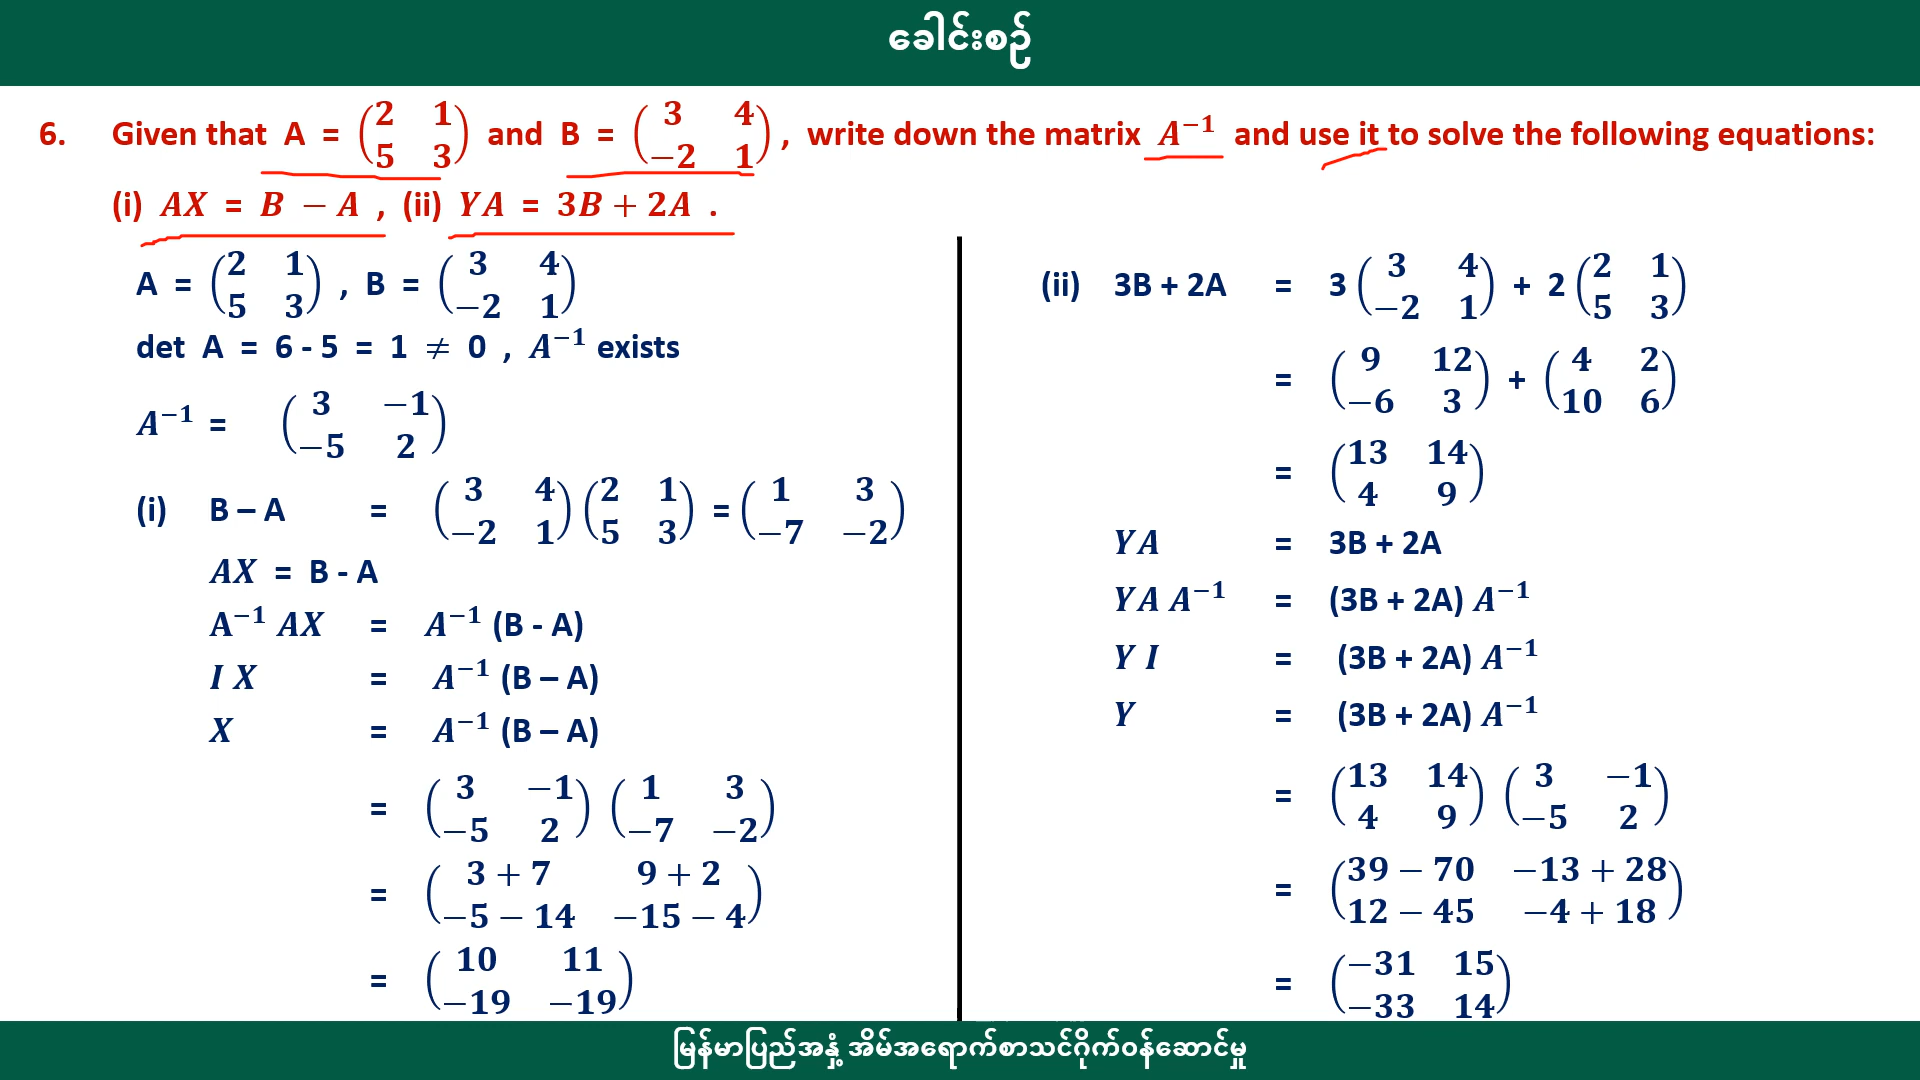 ခေါင်းစဉ်
6. Given that A = (2 1 5 3) and B = (3 4 −2 1), write down the matrix A⁻¹ and use it to solve the following equations:
(i) AX = B − A , (ii) YA = 3B + 2A .
A = (2 1 5 3) , B = (3 4 −2 1)
det A = 6 - 5 = 1 ≠ 0 , A⁻¹ exists
A⁻¹ = (3 −1 −5 2)
(i) B – A = (3 4 −2 1) (2 1 5 3) = (1 3 −7 −2)
AX = B - A
A⁻¹ AX = A⁻¹ (B - A)
I X = A⁻¹ (B – A)
X = A⁻¹ (B – A)
= (3 −1 −5 2) (1 3 −7 −2)
= (3 + 7 9 + 2 −5 − 14 −15 − 4)
= (10 11 −19 −19)
(ii) 3B + 2A = 3 (3 4 −2 1) + 2 (2 1 5 3)
= (9 12 −6 3) + (4 2 10 6)
= (13 14 4 9)
YA = 3B + 2A
YA A⁻¹ = (3B + 2A) A⁻¹
Y I = (3B + 2A) A⁻¹
Y = (3B + 2A) A⁻¹
= (13 14 4 9) (3 −1 −5 2)
= (39 − 70 −13 + 28 12 − 45 −4 + 18)
= (−31 15 −33 14)
မြန်မာပြည်အနှံ့ အိမ်အရောက်စာသင်ဂိုက်ဝန်ဆောင်မှု